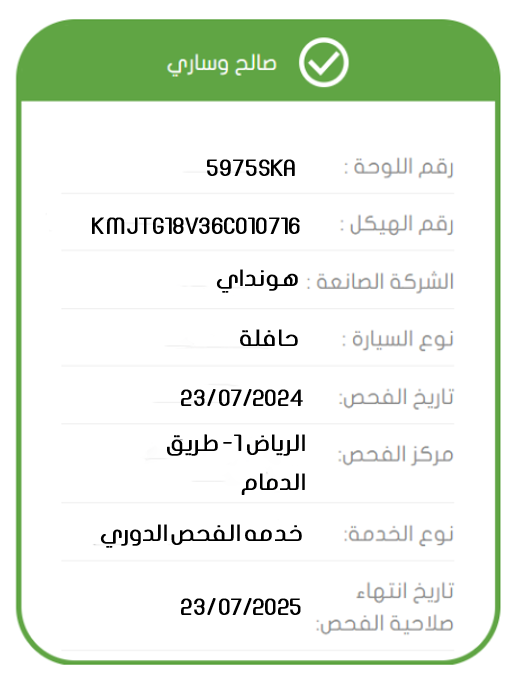 صالح وساري
رقم اللوحة : 5975SKA
رقم الهيكل : KMJTG18V36C010716
الشركة الصانعة : هونداي
نوع السيارة : حافلة
تاريخ الفحص: 23/07/2024
مركز الفحص: الرياض 1- طريق
الدمام
نوع الخدمة: خدمه الفحص الدوري
تاريخ انتهاء
صلاحية الفحص: 23/07/2025